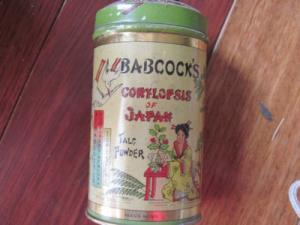 BABCOCK'S
CORYLOPSIS
OF
JAPAN
TALC
POWDER